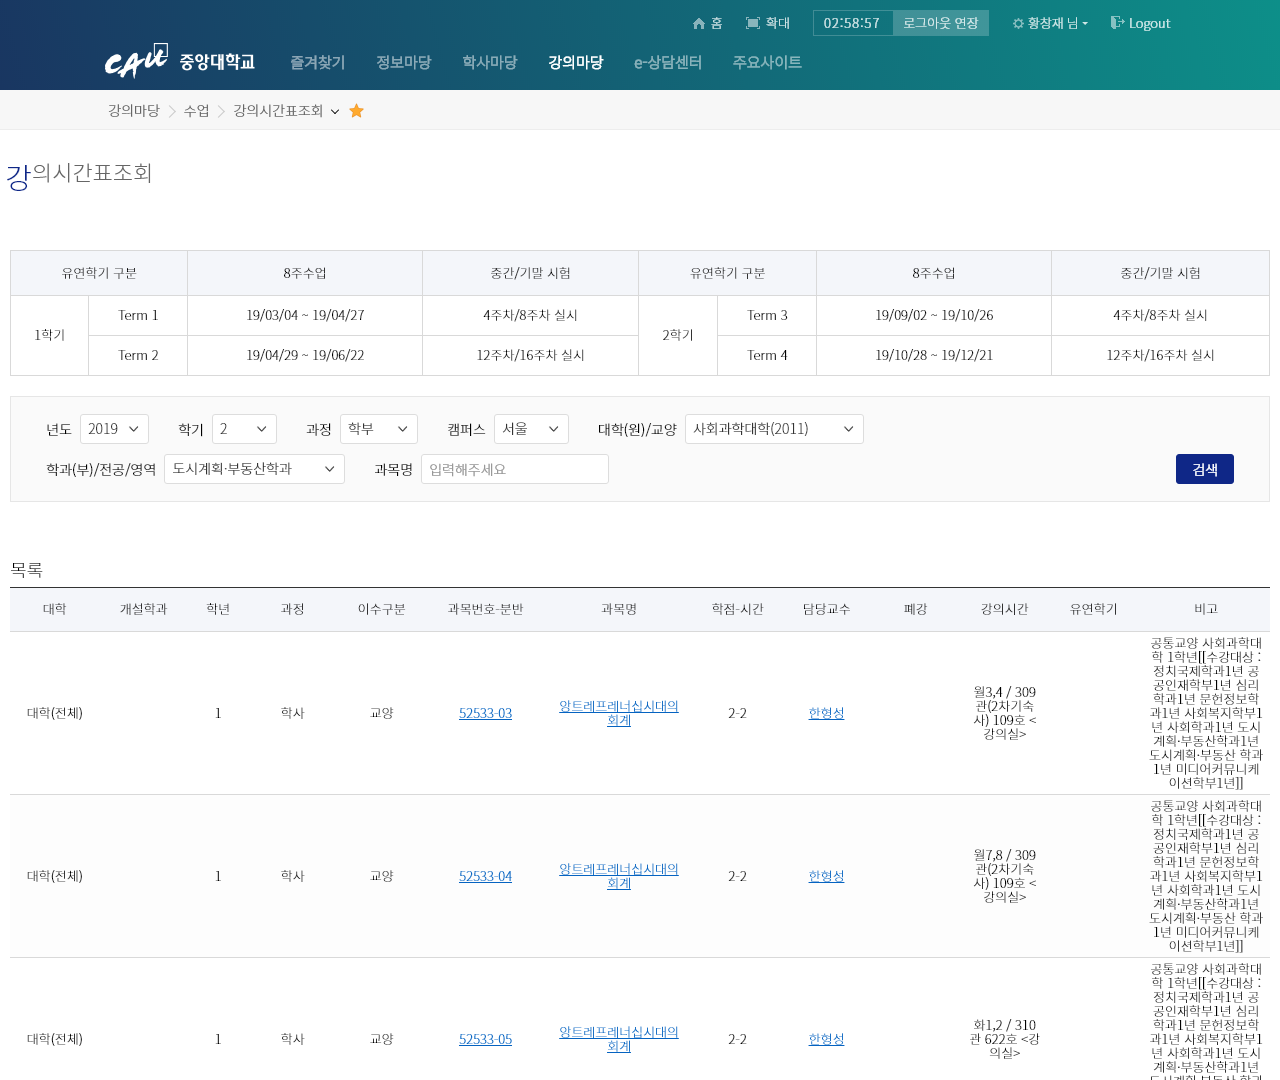 홈 확대 02:58:57 로그아웃 연장 황창재 님 Logout
CAU 중앙대학교 즐겨찾기 정보마당 학사마당 강의마당 e-상담센터 주요사이트
강의마당 수업 강의시간표조회
강의시간표조회
유연학기 구분 8주수업 중간/기말 시험 유연학기 구분 8주수업 중간/기말 시험
1학기 Term 1 19/03/04 ~ 19/04/27 4주차/8주차 실시 2학기 Term 3 19/09/02 ~ 19/10/26 4주차/8주차 실시
Term 2 19/04/29 ~ 19/06/22 12주차/16주차 실시 Term 4 19/10/28 ~ 19/12/21 12주차/16주차 실시
년도 2019 학기 2 과정 학부 캠퍼스 서울 대학(원)/교양 사회과학대학(2011)
학과(부)/전공/영역 도시계획·부동산학과 과목명 입력해주세요 검색
목록
대학 개설학과 학년 과정 이수구분 과목번호-분반 과목명 학점-시간 담당교수 폐강 강의시간 유연학기 비고
대학(전체) 1 학사 교양 52533-03
앙트레프레너십시대의
회계
2-2 한형성
월3,4 / 309
관(2차기숙
사) 109호 <
강의실>
공통교양 사회과학대
학 1학년[[수강대상 :
정치국제학과1년 공
공인재학부1년 심리
학과1년 문헌정보학
과1년 사회복지학부1
년 사회학과1년 도시
계획·부동산학과1년
도시계획·부동산 학과
1년 미디어커뮤니케
이션학부1년]]
대학(전체) 1 학사 교양 52533-04
앙트레프레너십시대의
회계
2-2 한형성
월7,8 / 309
관(2차기숙
사) 109호 <
강의실>
공통교양 사회과학대
학 1학년[[수강대상 :
정치국제학과1년 공
공인재학부1년 심리
학과1년 문헌정보학
과1년 사회복지학부1
년 사회학과1년 도시
계획·부동산학과1년
도시계획·부동산 학과
1년 미디어커뮤니케
이션학부1년]]
대학(전체) 1 학사 교양 52533-05
앙트레프레너십시대의
회계
2-2 한형성
화1,2 / 310
관 622호 <강
의실>
공통교양 사회과학대
학 1학년[[수강대상 :
정치국제학과1년 공
공인재학부1년 심리
학과1년 문헌정보학
과1년 사회복지학부1
년 사회학과1년 도시
계획·부동산학과1년